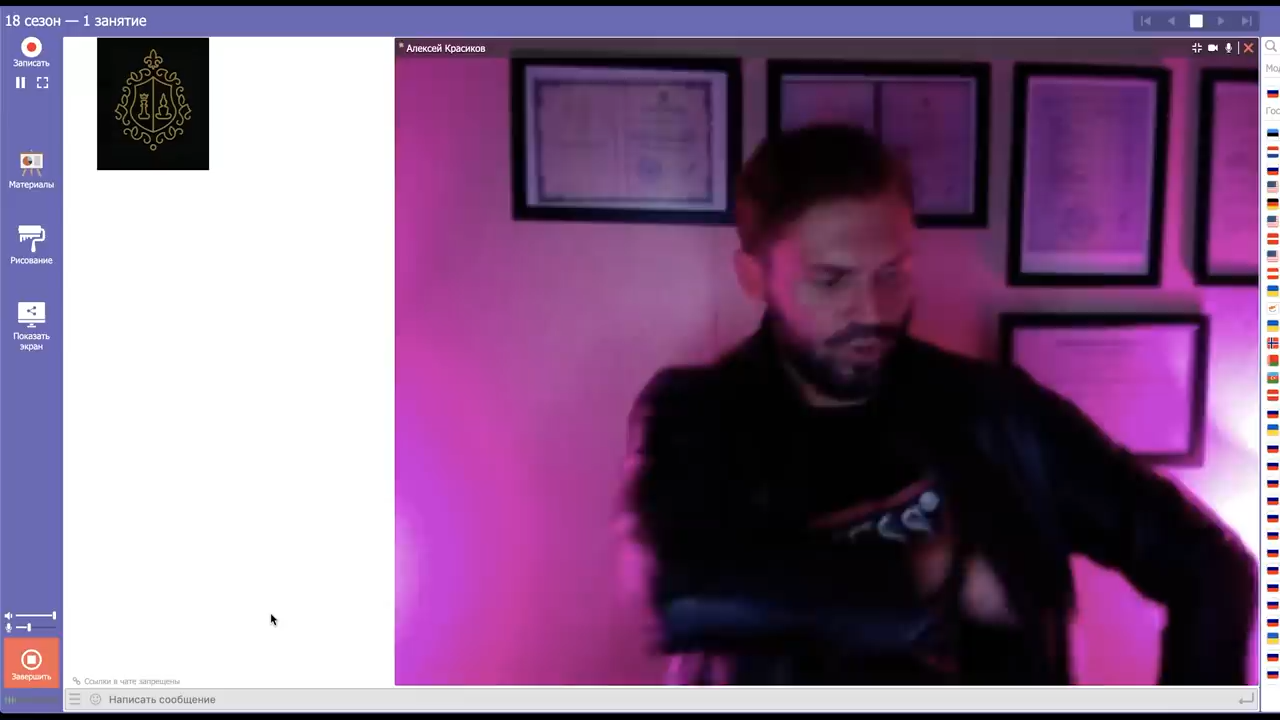 18 сезон — 1 занятие
Записать
Материалы
Рисование
Показать
экран
Завершить
Алексей Красиков
Ссылки в чате запрещены
Написать сообщение